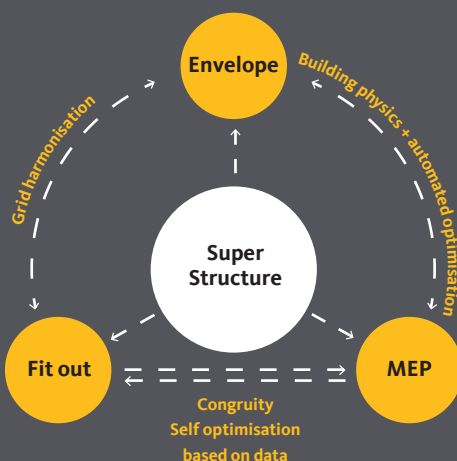 Envelope
Building physics + automated optimisation
Grid harmonisation
Super
Structure
Fit out
MEP
Congruity
Self optimisation
based on data